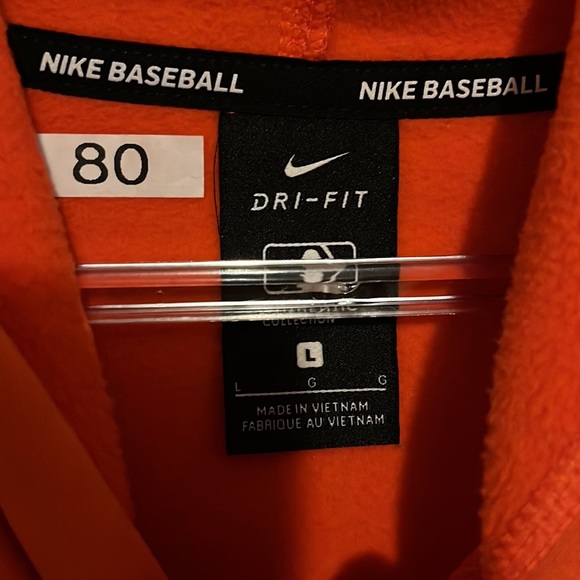 NIKE BASEBALL NIKE BASEBALL
80
DRI-FIT
COLLECTION
L
L G G
MADE IN VIETNAM
FABRIQUE AU VIETNAM